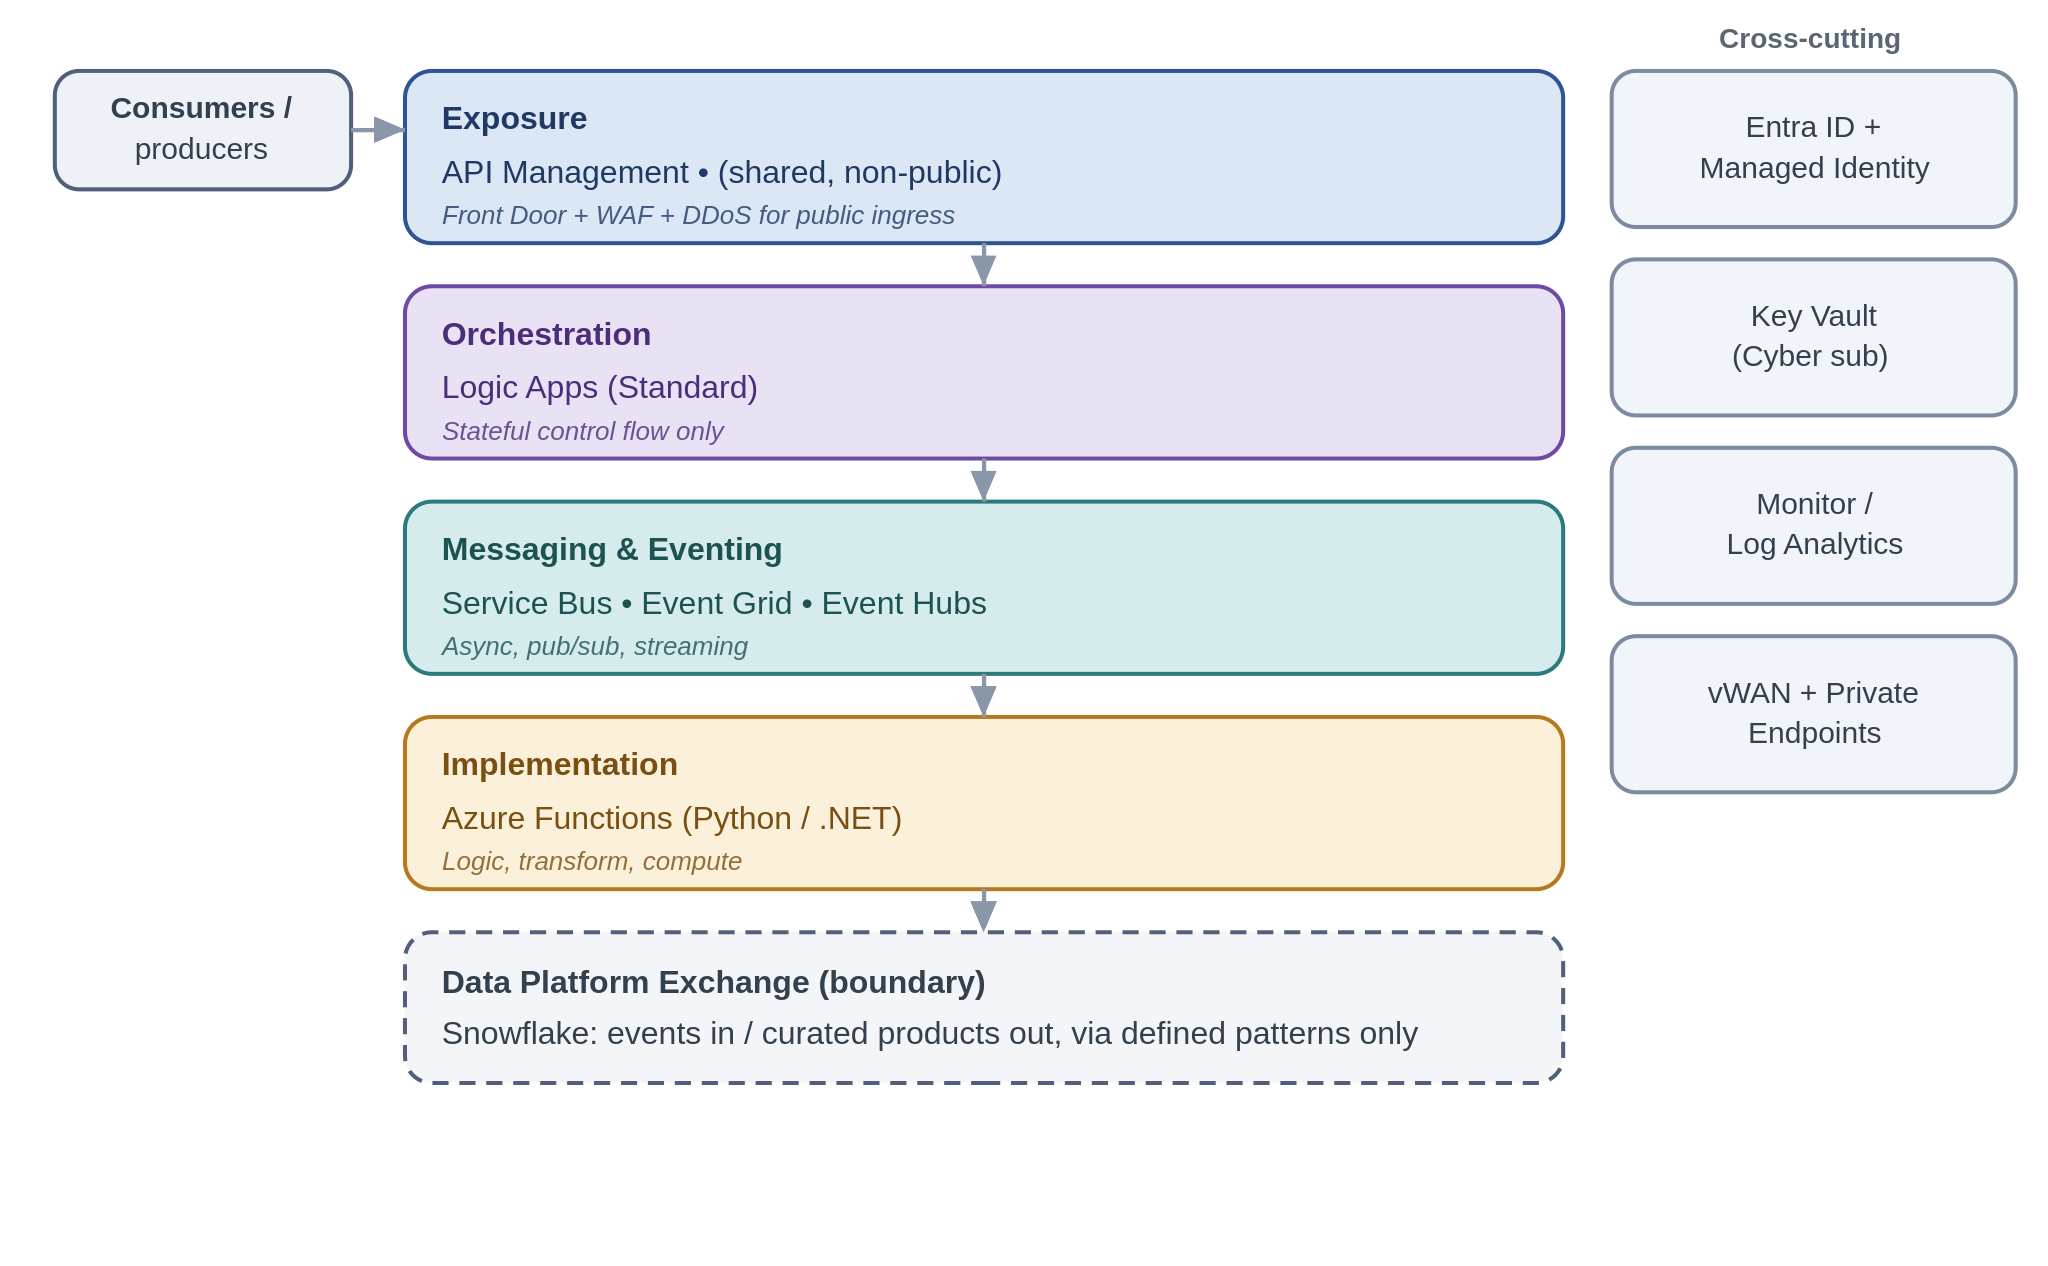 Cross-cutting
Consumers /
producers
Exposure
API Management • (shared, non-public)
Front Door + WAF + DDoS for public ingress
Orchestration
Logic Apps (Standard)
Stateful control flow only
Messaging & Eventing
Service Bus • Event Grid • Event Hubs
Async, pub/sub, streaming
Implementation
Azure Functions (Python / .NET)
Logic, transform, compute
Data Platform Exchange (boundary)
Snowflake: events in / curated products out, via defined patterns only
Entra ID +
Managed Identity
Key Vault
(Cyber sub)
Monitor /
Log Analytics
vWAN + Private
Endpoints